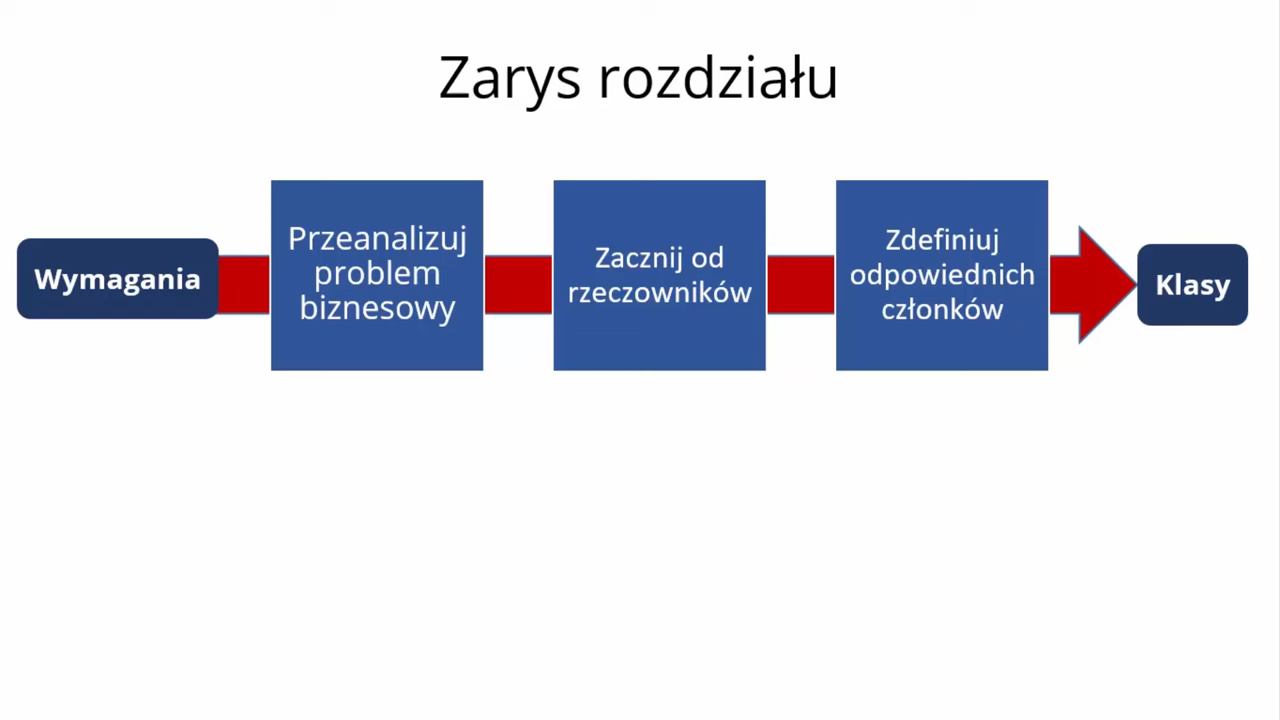 Zarys rozdziału
Wymagania
Przeanalizuj
problem
biznesowy
Zacznij od
rzeczowników
Zdefiniuj
odpowiednich
członków
Klasy